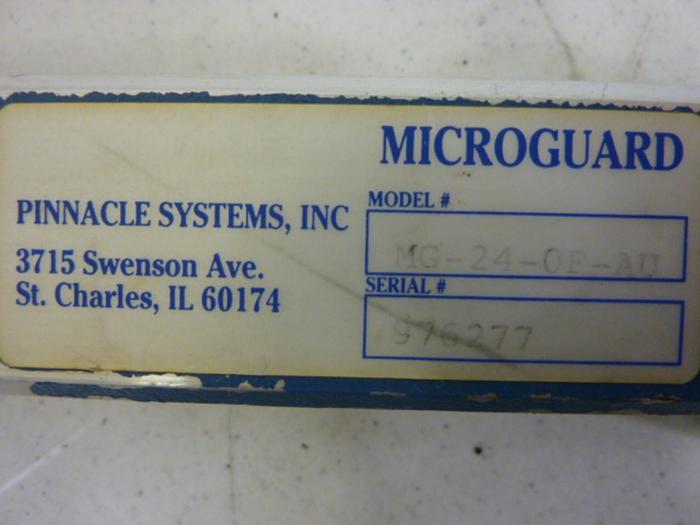 MICROGUARD
PINNACLE SYSTEMS, INC
3715 Swenson Ave.
St. Charles, IL 60174
MODEL #
MG-24-OF-AU
SERIAL #
976277